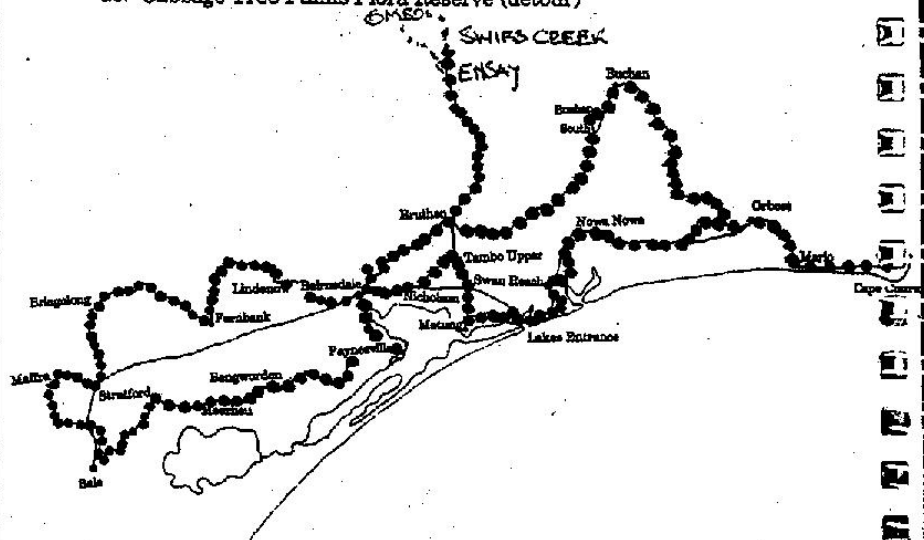 Cabbage Tree Palms Flora Reserve (detour)
OMEO
SWIFS CREEK
ENSAY
Buchan
Buchan
South
Orbost
Bruthen
Nowa Nowa
Tambo Upper
Marlo
Swan Reach
Lindenow
Bairnsdale
Nicholson
Cape Conran
Briagolong
Fernbank
Metung
Lakes Entrance
Paynesville
Maffra
Bengworden
Stratford
Meerlieu
Sale